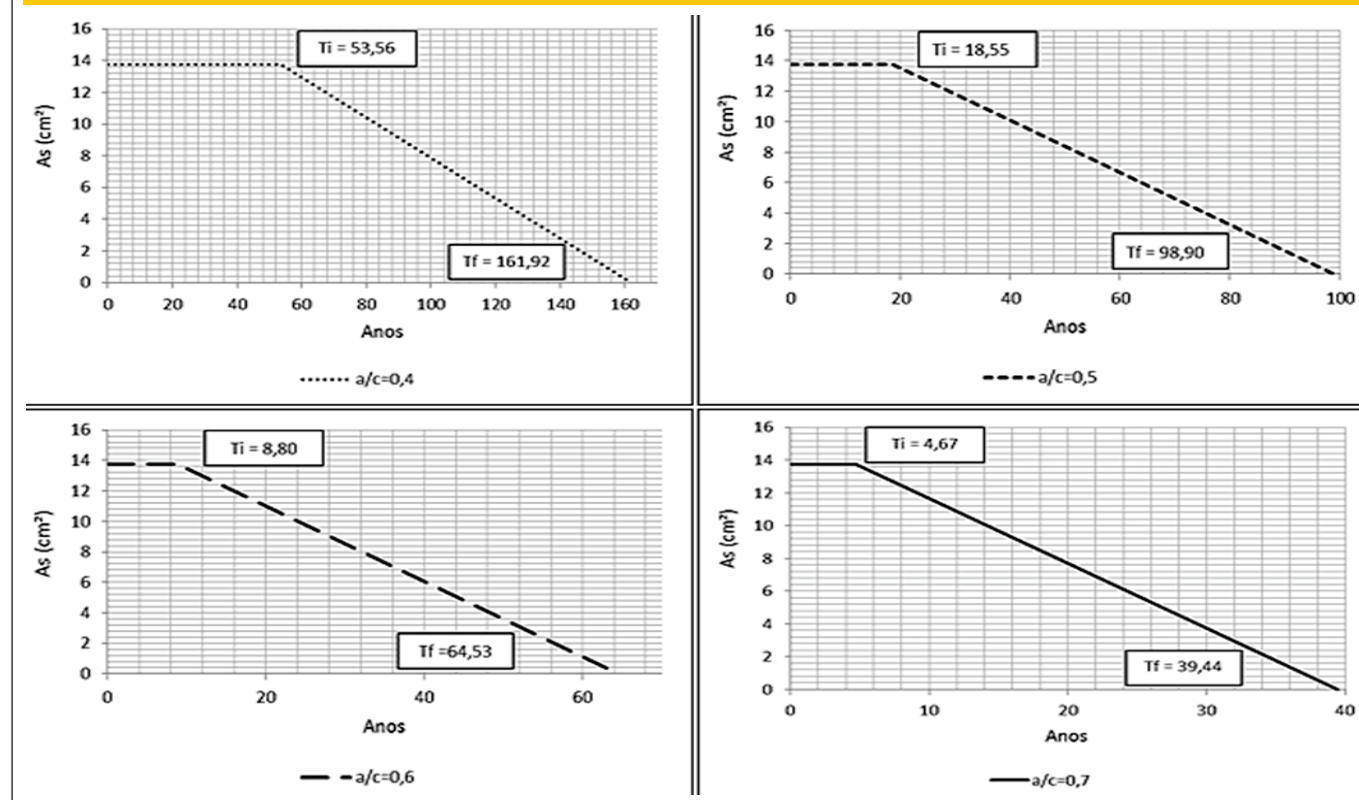 16
14
12
10
8
6
4
2
0
As (cm²)
Ti = 53,56
Tf = 161,92
0 20 40 60 80 100 120 140 160
Anos
a/c=0,4
16
14
12
10
8
6
4
2
0
As (cm²)
Ti = 18,55
Tf = 98,90
0 20 40 60 80 100
Anos
a/c=0,5
16
14
12
10
8
6
4
2
0
As (cm²)
Ti = 8,80
Tf =64,53
0 20 40 60
Anos
a/c=0,6
16
14
12
10
8
6
4
2
0
As (cm²)
Ti = 4,67
Tf = 39,44
0 10 20 30 40
Anos
a/c=0,7